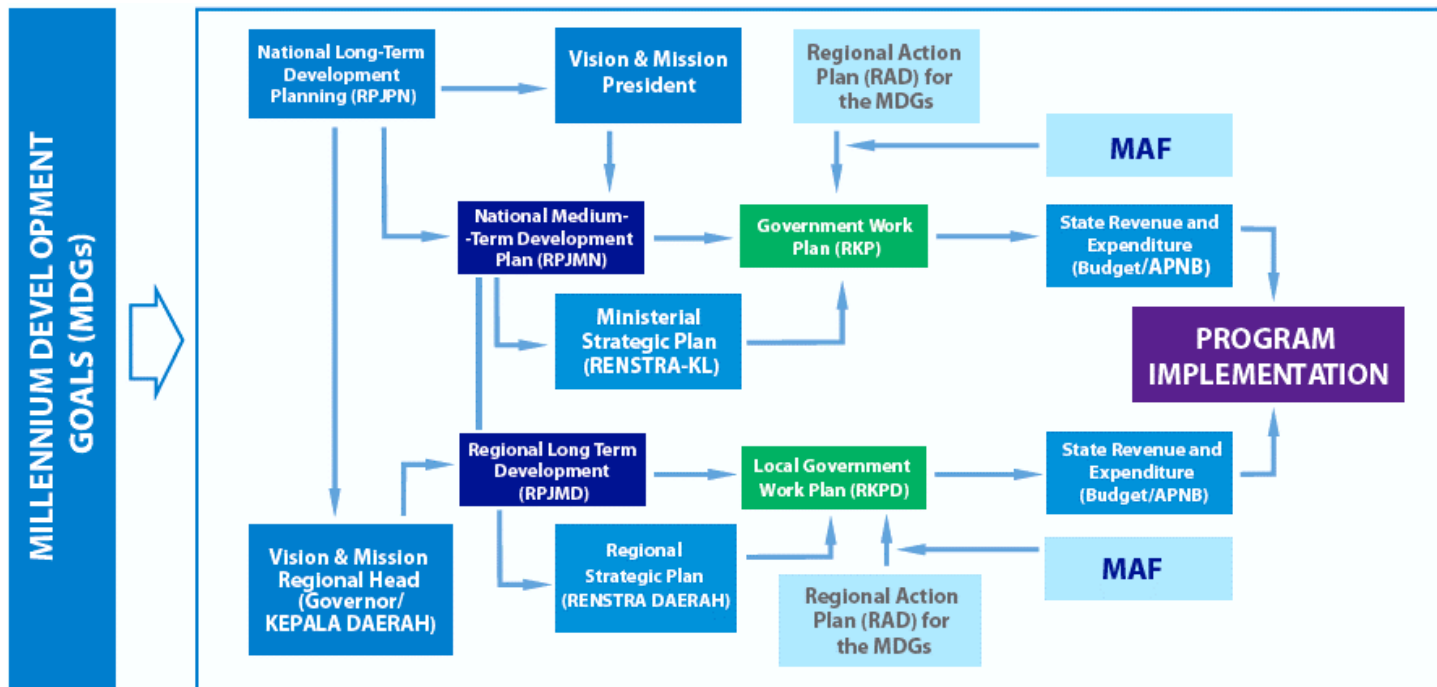 MILLENNIUM DEVELOPMENT
GOALS (MDGs)
National Long-Term
Development
Planning (RPJPN)
Vision & Mission
President
Regional Action
Plan (RAD) for
the MDGs
MAF
National Medium-
-Term Development
Plan (RPJMN)
Government Work
Plan (RKP)
State Revenue and
Expenditure
(Budget/APNB)
Ministerial
Strategic Plan
(RENSTRA-KL)
PROGRAM
IMPLEMENTATION
Regional Long Term
Development
(RPJMD)
Local Government
Work Plan (RKPD)
State Revenue and
Expenditure
(Budget/APNB)
Vision & Mission
Regional Head
(Governor/
KEPALA DAERAH)
Regional
Strategic Plan
(RENSTRA DAERAH)
Regional Action
Plan (RAD) for
the MDGs
MAF